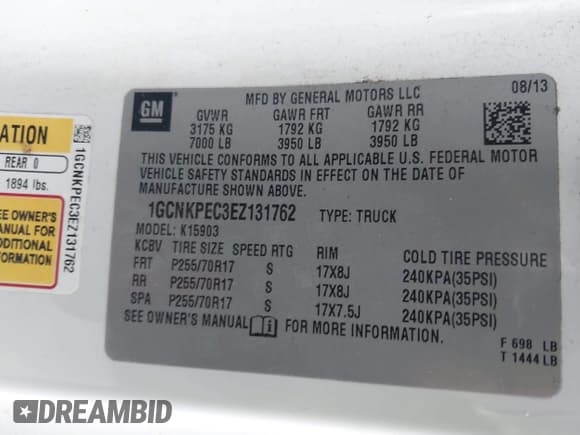 ATION
REAR 0
1894 lbs.
EE OWNER'S
MANUAL FOR
ADDITIONAL
NFORMATION
1GCNKPEC3EZ131762
GM
MFD BY GENERAL MOTORS LLC
08/13
GVWR GAWR FRT GAWR RR
3175 KG 1792 KG 1792 KG
7000 LB 3950 LB 3950 LB
THIS VEHICLE CONFORMS TO ALL APPLICABLE U.S. FEDERAL MOTOR
VEHICLE SAFETY STANDARDS IN EFFECT ON THE DATE OF
MANUFACTURE SHOWN ABOVE.
1GCNKPEC3EZ131762 TYPE: TRUCK
MODEL: K15903
KCBV TIRE SIZE SPEED RTG RIM COLD TIRE PRESSURE
FRT P255/70R17 S 17X8J 240KPA(35PSI)
RR P255/70R17 S 17X8J 240KPA(35PSI)
SPA P255/70R17 S 17X7.5J 240KPA(35PSI)
SEE OWNER'S MANUAL FOR MORE INFORMATION.
F 698 LB
T 1444 LB
DREAMBID